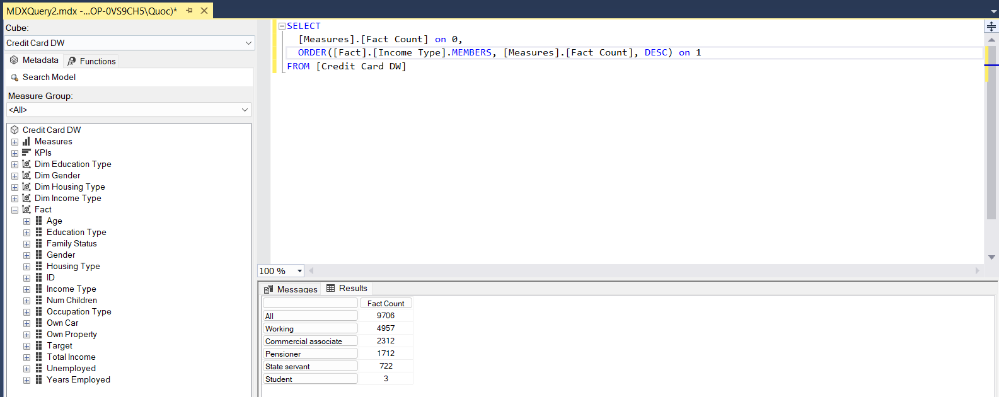 MDXQuery2.mdx -...OP-0VS9CH5\Quoc)*
Cube:
Credit Card DW
Metadata
Functions
Search Model
Measure Group:
<All>
Credit Card DW
Measures
KPIs
Dim Education Type
Dim Gender
Dim Housing Type
Dim Income Type
Fact
Age
Education Type
Family Status
Gender
Housing Type
ID
Income Type
Num Children
Occupation Type
Own Car
Own Property
Target
Total Income
Unemployed
Years Employed
SELECT
[Measures].[Fact Count] on 0,
ORDER([Fact].[Income Type].MEMBERS, [Measures].[Fact Count], DESC) on 1
FROM [Credit Card DW]
100 %
Messages
Results
Fact Count
All 9706
Working 4957
Commercial associate 2312
Pensioner 1712
State servant 722
Student 3